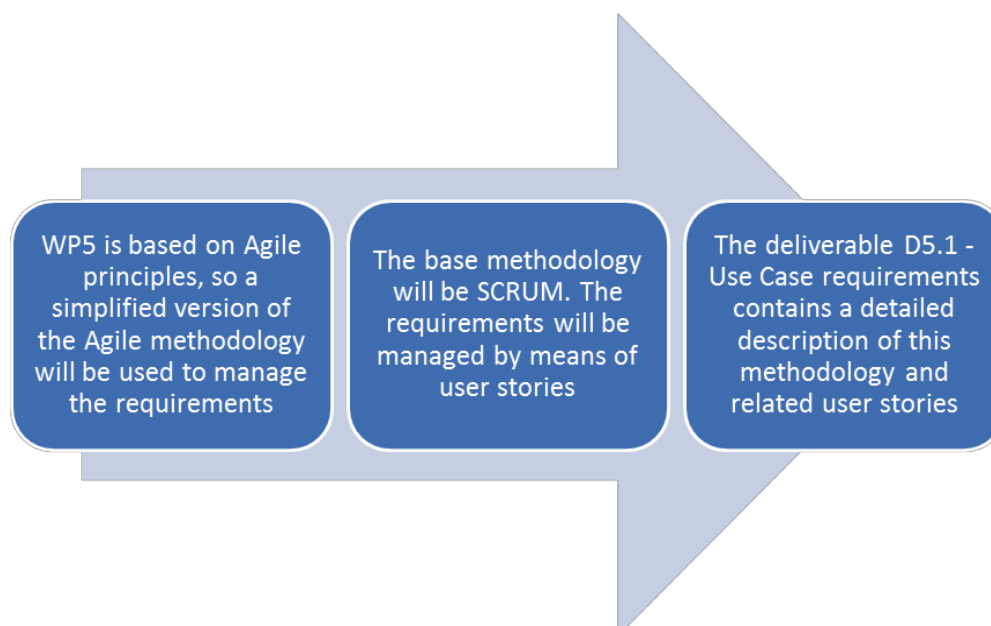 WP5 is based on Agile
principles, so a
simplified version of
the Agile methodology
will be used to manage
the requirements
The base methodology
will be SCRUM. The
requirements will be
managed by means of
user stories
The deliverable D5.1 -
Use Case requirements
contains a detailed
description of this
methodology and
related user stories